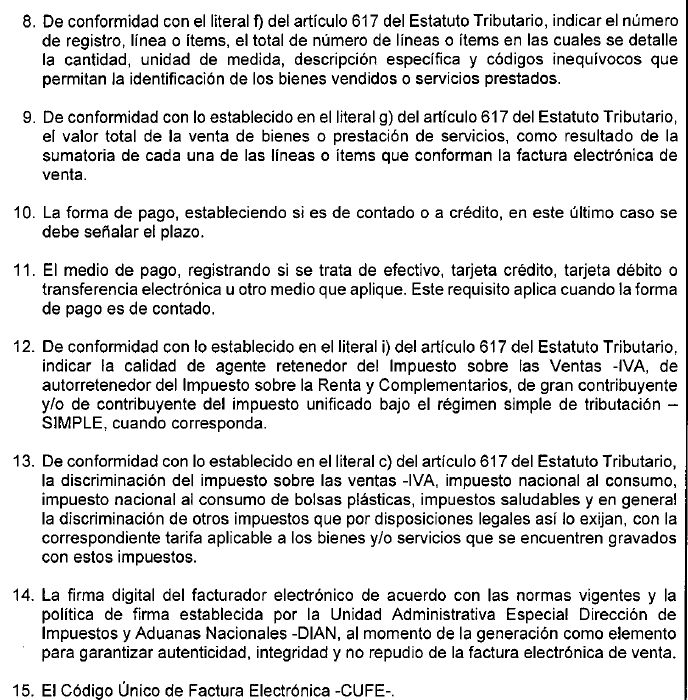 8. De conformidad con el literal f) del artículo 617 del Estatuto Tributario, indicar el número
de registro, línea o ítems, el total de número de líneas o ítems en las cuales se detalle
la cantidad, unidad de medida, descripción específica y códigos inequívocos que
permitan la identificación de los bienes vendidos o servicios prestados.
9. De conformidad con lo establecido en el literal g) del artículo 617 del Estatuto Tributario,
el valor total de la venta de bienes o prestación de servicios, como resultado de la
sumatoria de cada una de las líneas o ítems que conforman la factura electrónica de
venta.
10. La forma de pago, estableciendo si es de contado o a crédito, en este último caso se
debe señalar el plazo.
11. El medio de pago, registrando si se trata de efectivo, tarjeta crédito, tarjeta débito o
transferencia electrónica u otro medio que aplique. Este requisito aplica cuando la forma
de pago es de contado.
12. De conformidad con lo establecido en el literal i) del artículo 617 del Estatuto Tributario,
indicar la calidad de agente retenedor del Impuesto sobre las Ventas -IVA, de
autorretenedor del Impuesto sobre la Renta y Complementarios, de gran contribuyente
y/o de contribuyente del impuesto unificado bajo el régimen simple de tributación –
SIMPLE, cuando corresponda.
13. De conformidad con lo establecido en el literal c) del artículo 617 del Estatuto Tributario,
la discriminación del impuesto sobre las ventas -IVA, impuesto nacional al consumo,
impuesto nacional al consumo de bolsas plásticas, impuestos saludables y en general
la discriminación de otros impuestos que por disposiciones legales así lo exijan, con la
correspondiente tarifa aplicable a los bienes y/o servicios que se encuentren gravados
con estos impuestos.
14. La firma digital del facturador electrónico de acuerdo con las normas vigentes y la
política de firma establecida por la Unidad Administrativa Especial Dirección de
Impuestos y Aduanas Nacionales -DIAN, al momento de la generación como elemento
para garantizar autenticidad, integridad y no repudio de la factura electrónica de venta.
15. El Código Único de Factura Electrónica -CUFE-.